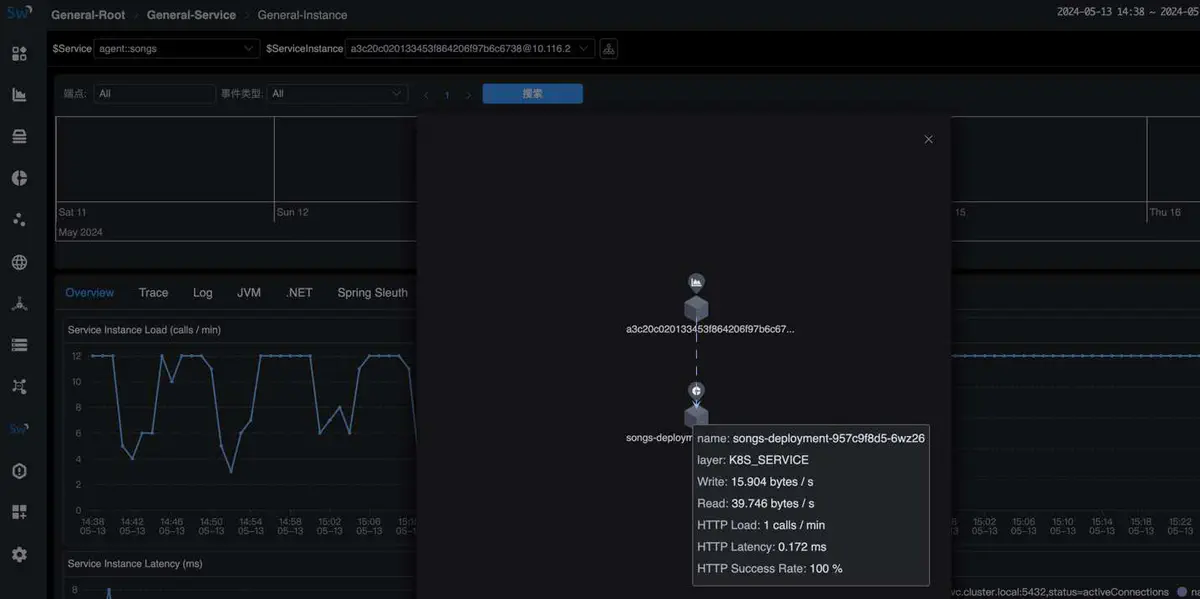 Sw
General-Root
General-Service
General-Instance
2024-05-13 14:38 ~ 2024-05
$Service
agent::songs
$ServiceInstance
a3c20c020133453f864206f97b6c6738@10.116.2
端点:
All
事件类型:
All
1
搜索
Sat 11
Sun 12
15
Thu 16
May 2024
Overview
Trace
Log
JVM
.NET
Spring Sleuth
Service Instance Load (calls / min)
12
10
8
6
4
2
0
14:38 14:42 14:46 14:50 14:54 14:58 15:02 15:06 15:10
05-13 05-13 05-13 05-13 05-13 05-13 05-13 05-13 05-13
15:02 15:06 15:10 15:14 15:18 15:22
05-13 05-13 05-13 05-13 05-13 05-13
a3c20c020133453f864206f97b6c67...
songs-deploym
name: songs-deployment-957c9f8d5-6wz26
layer: K8S_SERVICE
Write: 15.904 bytes / s
Read: 39.746 bytes / s
HTTP Load: 1 calls / min
HTTP Latency: 0.172 ms
HTTP Success Rate: 100 %
Sw
Service Instance Latency (ms)
8
vc.cluster.local:5432,status=activeConnections